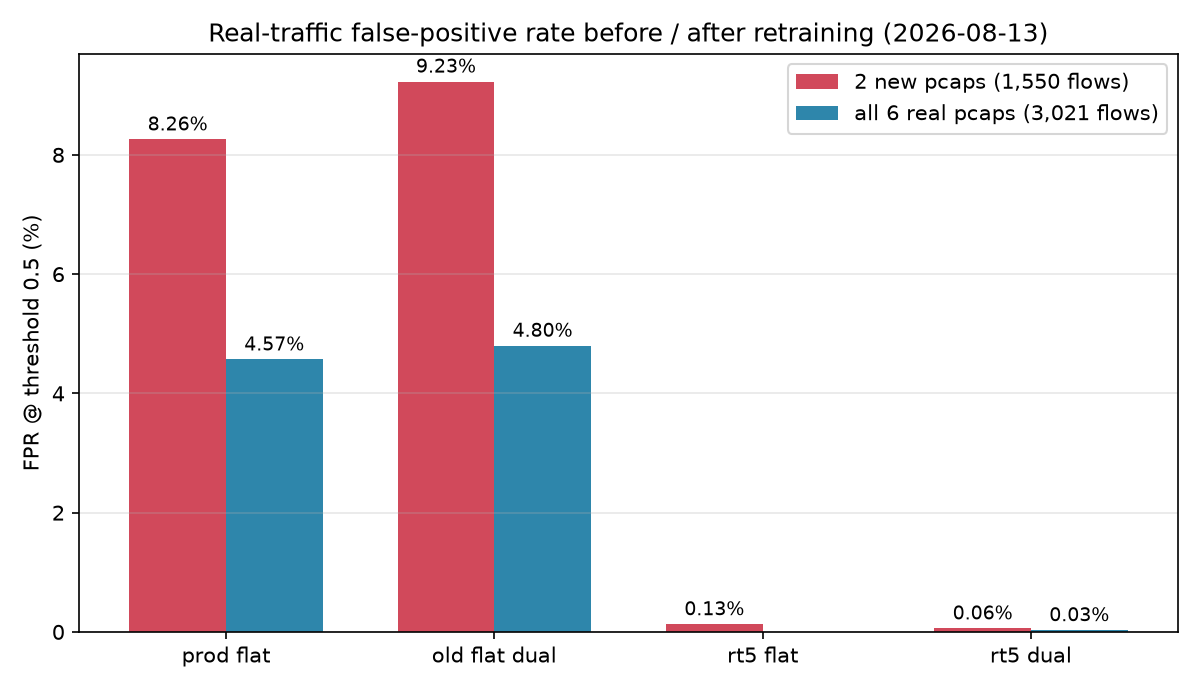 Real-traffic false-positive rate before / after retraining (2026-08-13)
2 new pcaps (1,550 flows)
all 6 real pcaps (3,021 flows)
FPR @ threshold 0.5 (%)
8
6
4
2
0
8.26%
4.57%
9.23%
4.80%
0.13%
0.06%
0.03%
prod flat
old flat dual
rt5 flat
rt5 dual